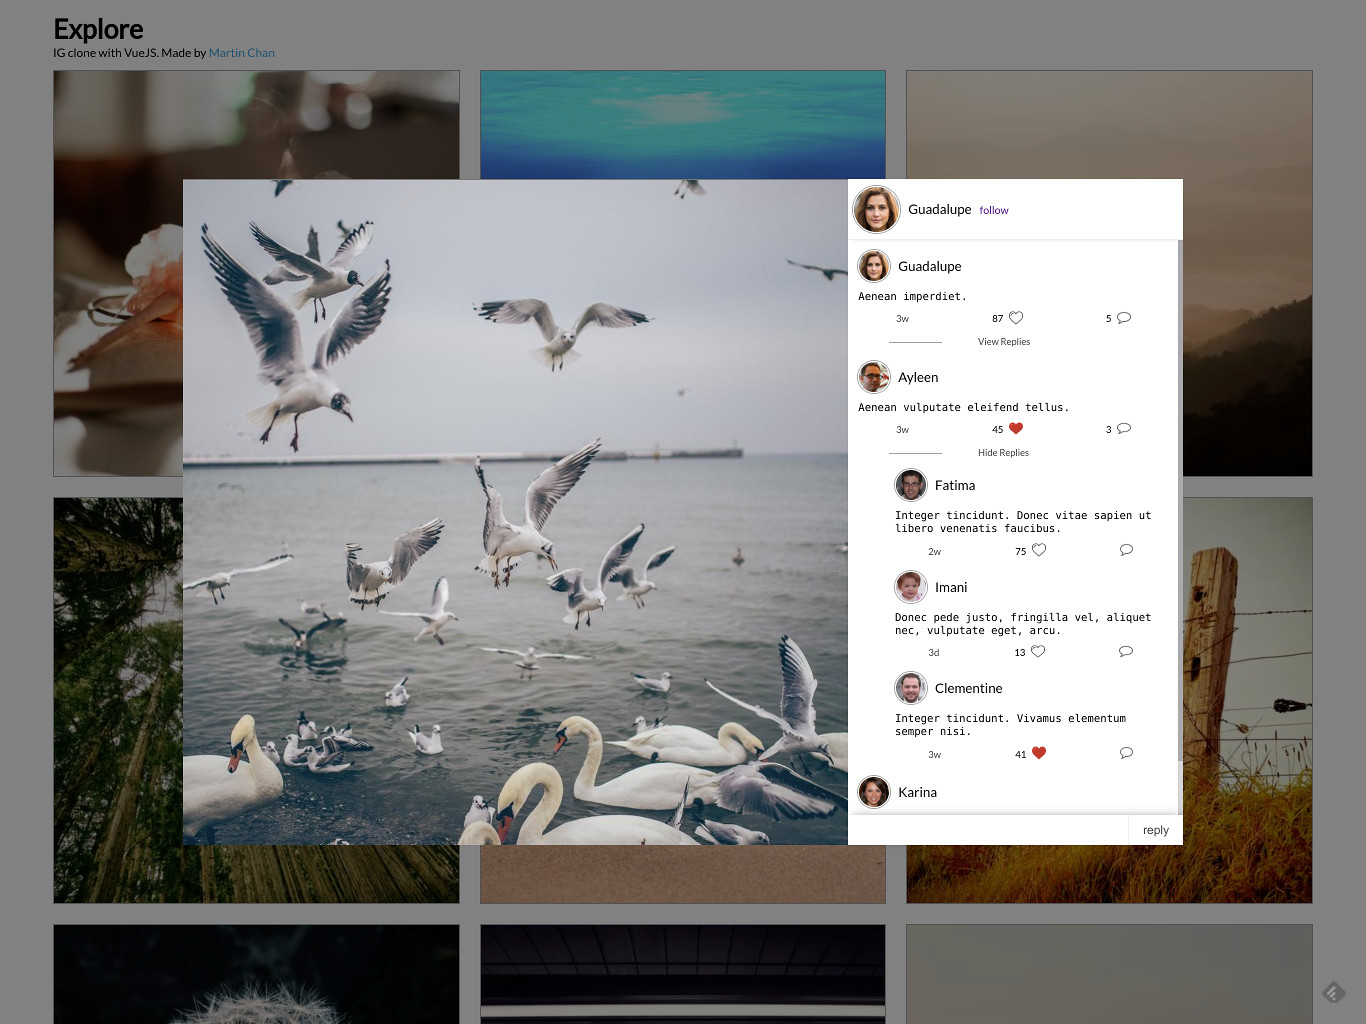 Explore
IG clone with VueJS. Made by Martin Chan
Guadalupe follow
Guadalupe
Aenean imperdiet.
3w 87 5
View Replies
Ayleen
Aenean vulputate eleifend tellus.
3w 45 3
Hide Replies
Fatima
Integer tincidunt. Donec vitae sapien ut
libero venenatis faucibus.
2w 75
Imani
Donec pede justo, fringilla vel, aliquet
nec, vulputate eget, arcu.
3d 13
Clementine
Integer tincidunt. Vivamus elementum
semper nisi.
3w 41
Karina
reply